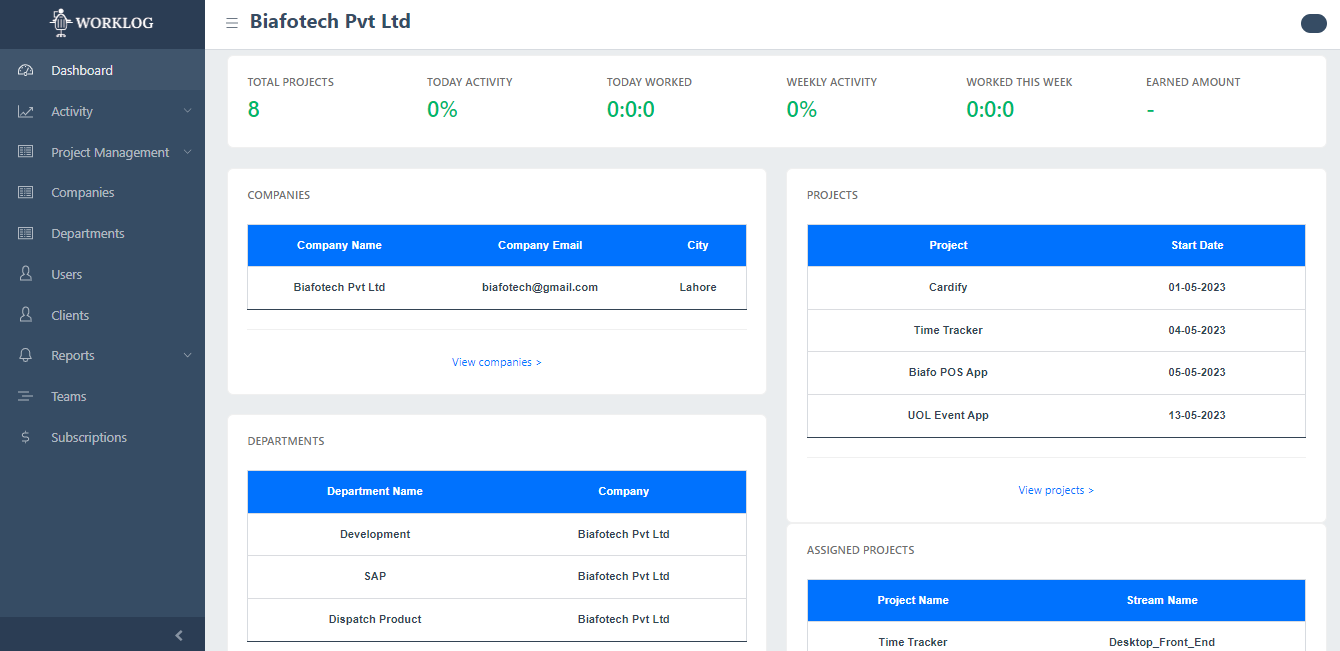 WORKLOG
Biafotech Pvt Ltd
Dashboard
Activity
Project Management
Companies
Departments
Users
Clients
Reports
Teams
Subscriptions
TOTAL PROJECTS TODAY ACTIVITY TODAY WORKED WEEKLY ACTIVITY WORKED THIS WEEK EARNED AMOUNT
8 0% 0:0:0 0% 0:0:0 -
COMPANIES
Company Name Company Email City
Biafotech Pvt Ltd biafotech@gmail.com Lahore
View companies >
DEPARTMENTS
Department Name Company
Development Biafotech Pvt Ltd
SAP Biafotech Pvt Ltd
Dispatch Product Biafotech Pvt Ltd
PROJECTS
Project Start Date
Cardify 01-05-2023
Time Tracker 04-05-2023
Biafo POS App 05-05-2023
UOL Event App 13-05-2023
View projects >
ASSIGNED PROJECTS
Project Name Stream Name
Time Tracker Desktop_Front_End